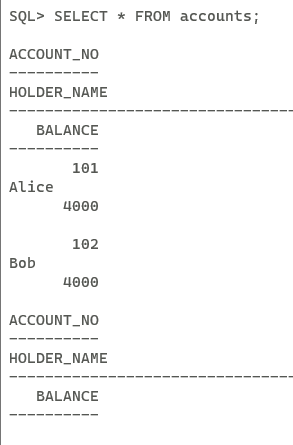 SQL> SELECT * FROM accounts;
ACCOUNT_NO
----------
HOLDER_NAME
--------------------------------
   BALANCE
----------
       101
Alice
      4000
       102
Bob
      4000
ACCOUNT_NO
----------
HOLDER_NAME
--------------------------------
   BALANCE
----------